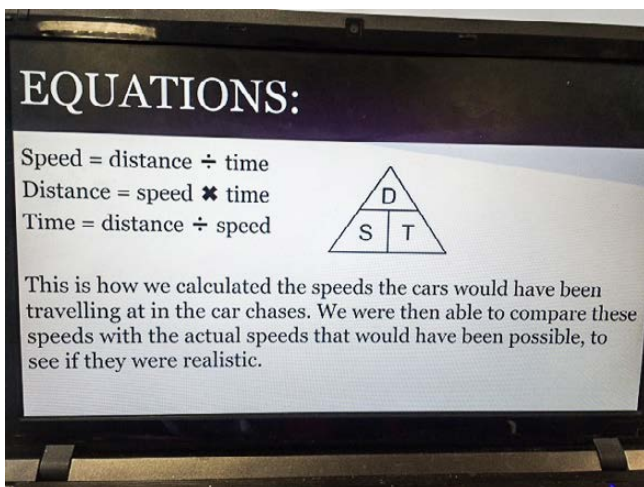 EQUATIONS:
Speed = distance ÷ time
Distance = speed ✖ time
Time = distance ÷ speed
D
S T
This is how we calculated the speeds the cars would have been
travelling at in the car chases. We were then able to compare these
speeds with the actual speeds that would have been possible, to
see if they were realistic.